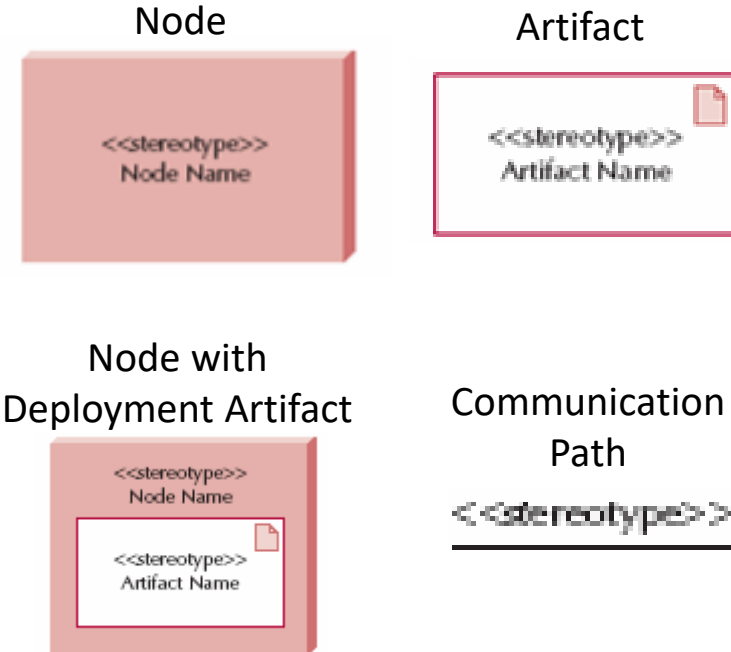 Node
Artifact
<<stereotype>>
Node Name
<<stereotype>>
Artifact Name
Node with
Deployment Artifact
<<stereotype>>
Node Name
<<stereotype>>
Artifact Name
Communication
Path
<<stereotype>>